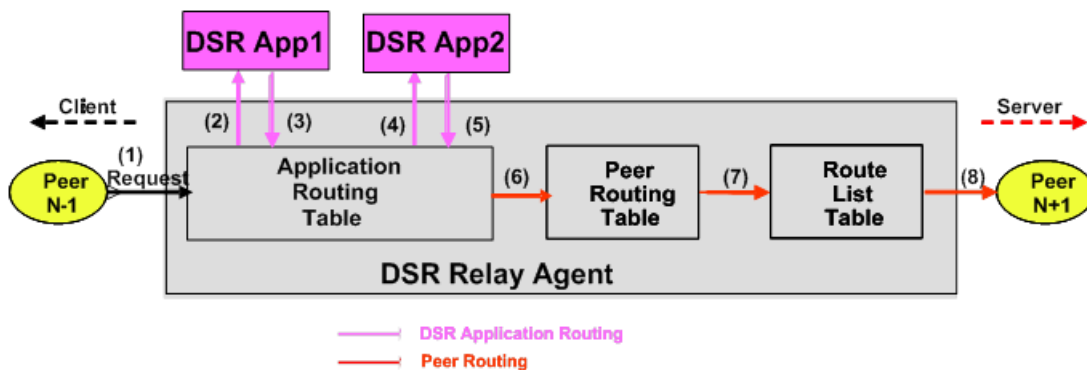 DSR App1
DSR App2
Client
Server
(2)
(3)
(4)
(5)
(1)
Request
Peer
N-1
Application
Routing
Table
(6)
Peer
Routing
Table
(7)
Route
List
Table
(8)
Peer
N+1
DSR Relay Agent
DSR Application Routing
Peer Routing